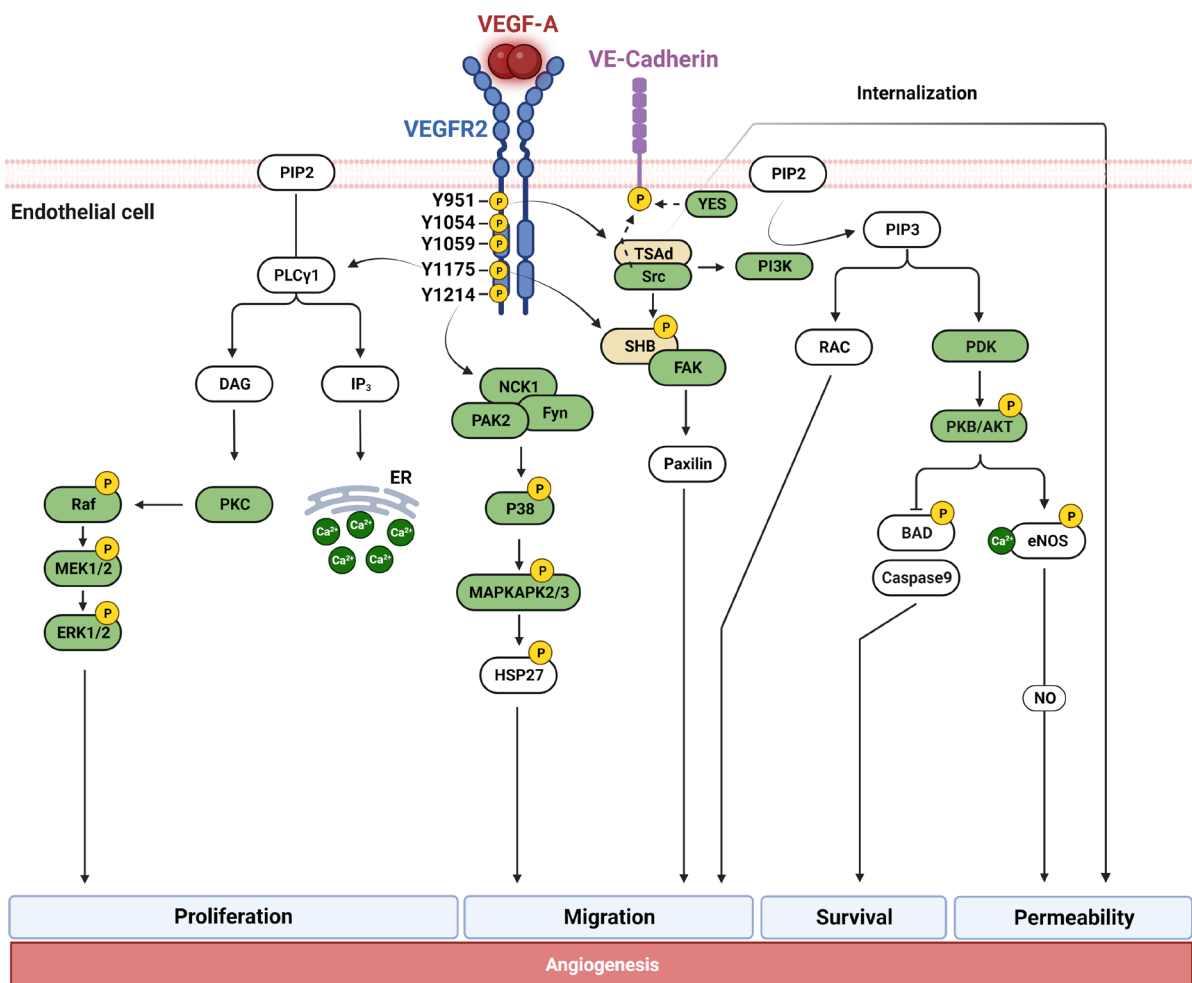 VEGF-A
VE-Cadherin
Internalization
VEGFR2
PIP2
PIP2
Endothelial cell
Y951
P
P
YES
Y1054
P
PIP3
Y1059
P
TSAd
Src
PI3K
PLCγ1
Y1175
P
Y1214
P
P
SHB
FAK
RAC
PDK
DAG
IP₃
NCK1
PAK2
Fyn
P
PKB/AKT
Paxilin
ER
P
Raf
PKC
P
P38
Ca²⁺
Ca²⁺
Ca²⁺
Ca²⁺
Ca²⁺
P
BAD
P
Ca²⁺
eNOS
P
MEK1/2
P
MAPKAPK2/3
Caspase9
P
ERK1/2
P
HSP27
NO
Proliferation
Migration
Survival
Permeability
Angiogenesis